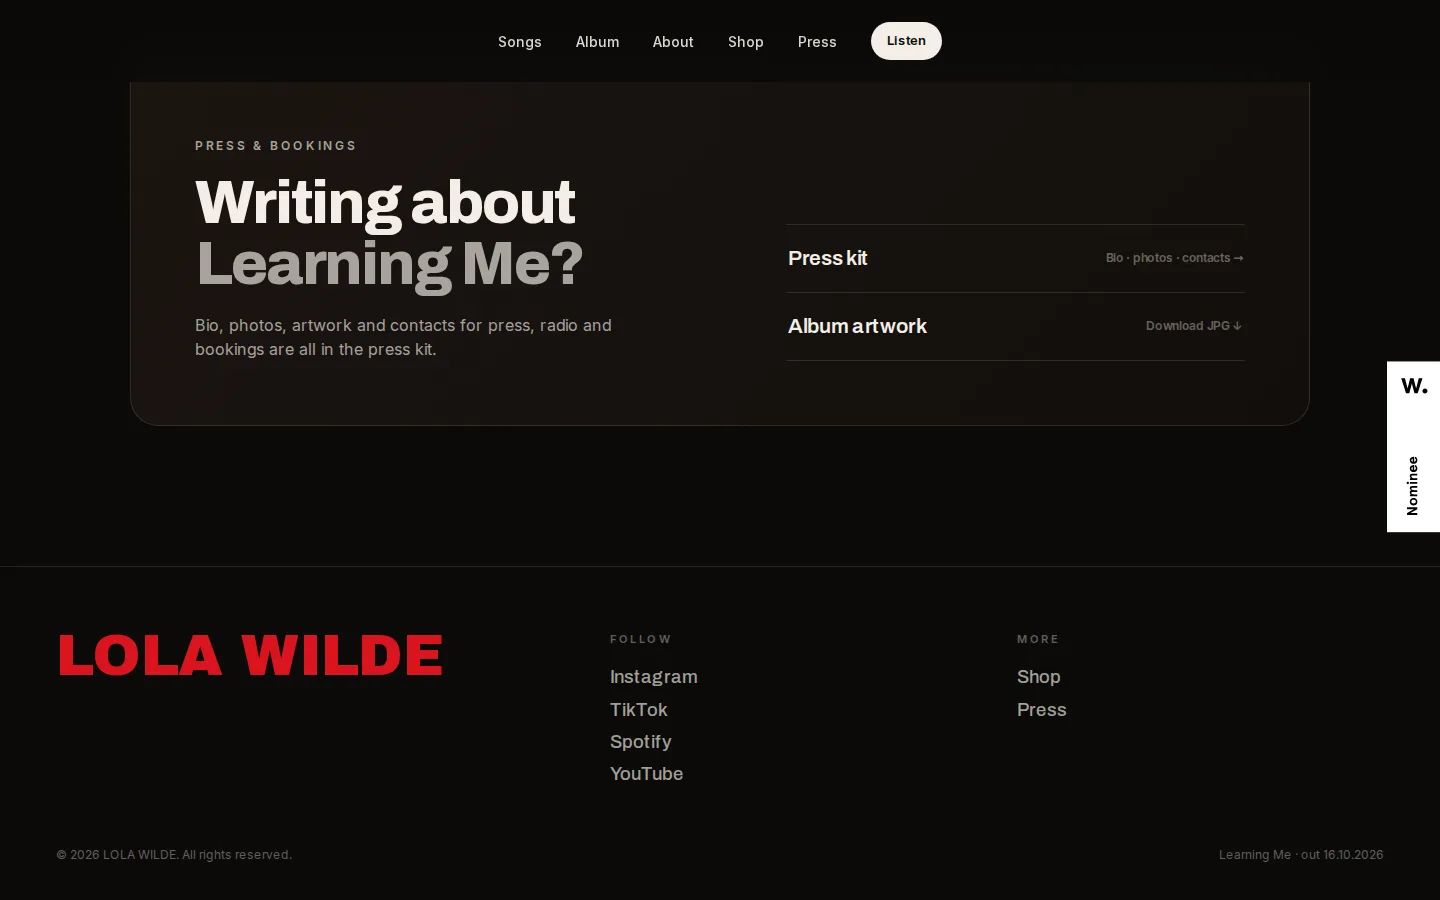 Songs Album About Shop Press Listen
PRESS & BOOKINGS
Writing about
Learning Me?
Bio, photos, artwork and contacts for press, radio and
bookings are all in the press kit.
Press kit Bio · photos · contacts →
Album artwork Download JPG ↓
W.
Nominee
LOLA WILDE
FOLLOW
Instagram
TikTok
Spotify
YouTube
MORE
Shop
Press
© 2026 LOLA WILDE. All rights reserved.
Learning Me · out 16.10.2026